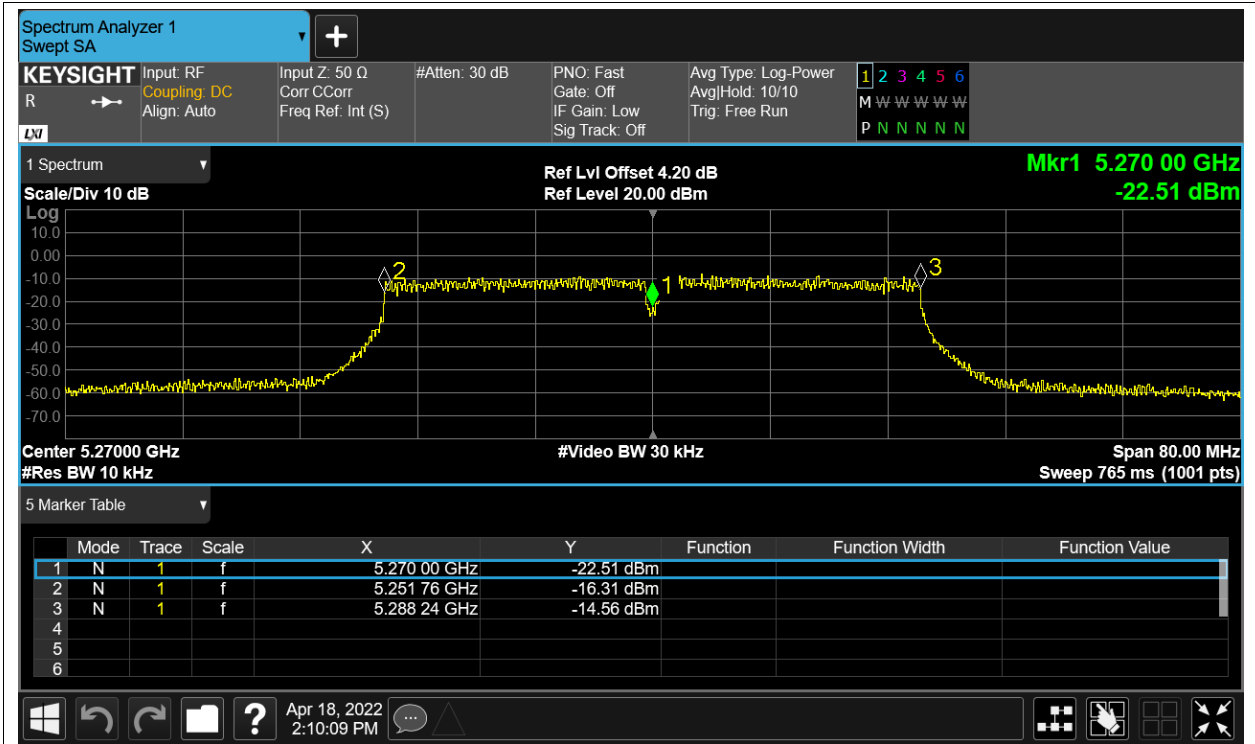 Spectrum Analyzer 1
Swept SA
+
KEYSIGHT Input: RF Input Z: 50 Ω #Atten: 30 dB PNO: Fast Avg Type: Log-Power 1 2 3 4 5 6
R Coupling: DC Corr CCorr Gate: Off Avg|Hold: 10/10 M W W W W W
Align: Auto Freq Ref: Int (S) IF Gain: Low Trig: Free Run
LXI Sig Track: Off P N N N N N
1 Spectrum Ref Lvl Offset 4.20 dB Mkr1 5.270 00 GHz
Scale/Div 10 dB Ref Level 20.00 dBm -22.51 dBm
Log
10.0
0.00
-10.0
-20.0
-30.0
-40.0
-50.0
-60.0
-70.0
2 1 3
Center 5.27000 GHz #Video BW 30 kHz Span 80.00 MHz
#Res BW 10 kHz Sweep 765 ms (1001 pts)
5 Marker Table
Mode Trace Scale X Y Function Function Width Function Value
1 N 1 f 5.270 00 GHz -22.51 dBm
2 N 1 f 5.251 76 GHz -16.31 dBm
3 N 1 f 5.288 24 GHz -14.56 dBm
4
5
6
? Apr 18, 2022
2:10:09 PM